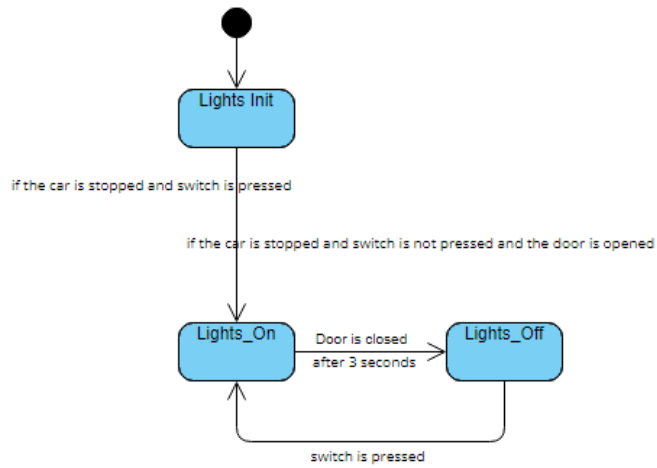 Lights Init
if the car is stopped and switch is pressed
if the car is stopped and switch is not pressed and the door is opened
Lights_On
Door is closed
after 3 seconds
Lights_Off
switch is pressed